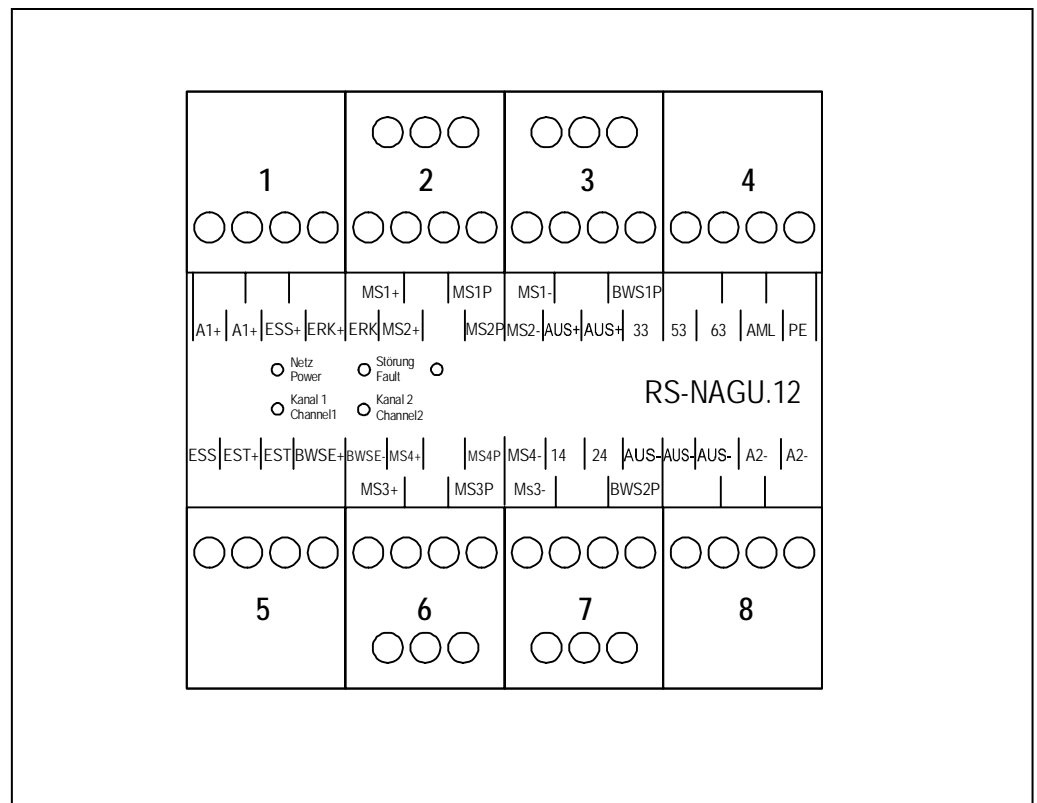 1 2 3 4
MS1+ MS1P MS1- BWS1P
A1+ A1+ ESS+ ERK+ ERK MS2+ MS2P MS2- AUS+ AUS+ 33 53 63 AML PE
Netz Störung
Power Fault
Kanal 1 Kanal 2
Channel1 Channel2
RS-NAGU.12
ESS EST+ EST BWSE+ BWSE- MS4+ MS4P MS4- 14 24 AUS- AUS- AUS- A2- A2-
MS3+ MS3P Ms3- BWS2P
5 6 7 8